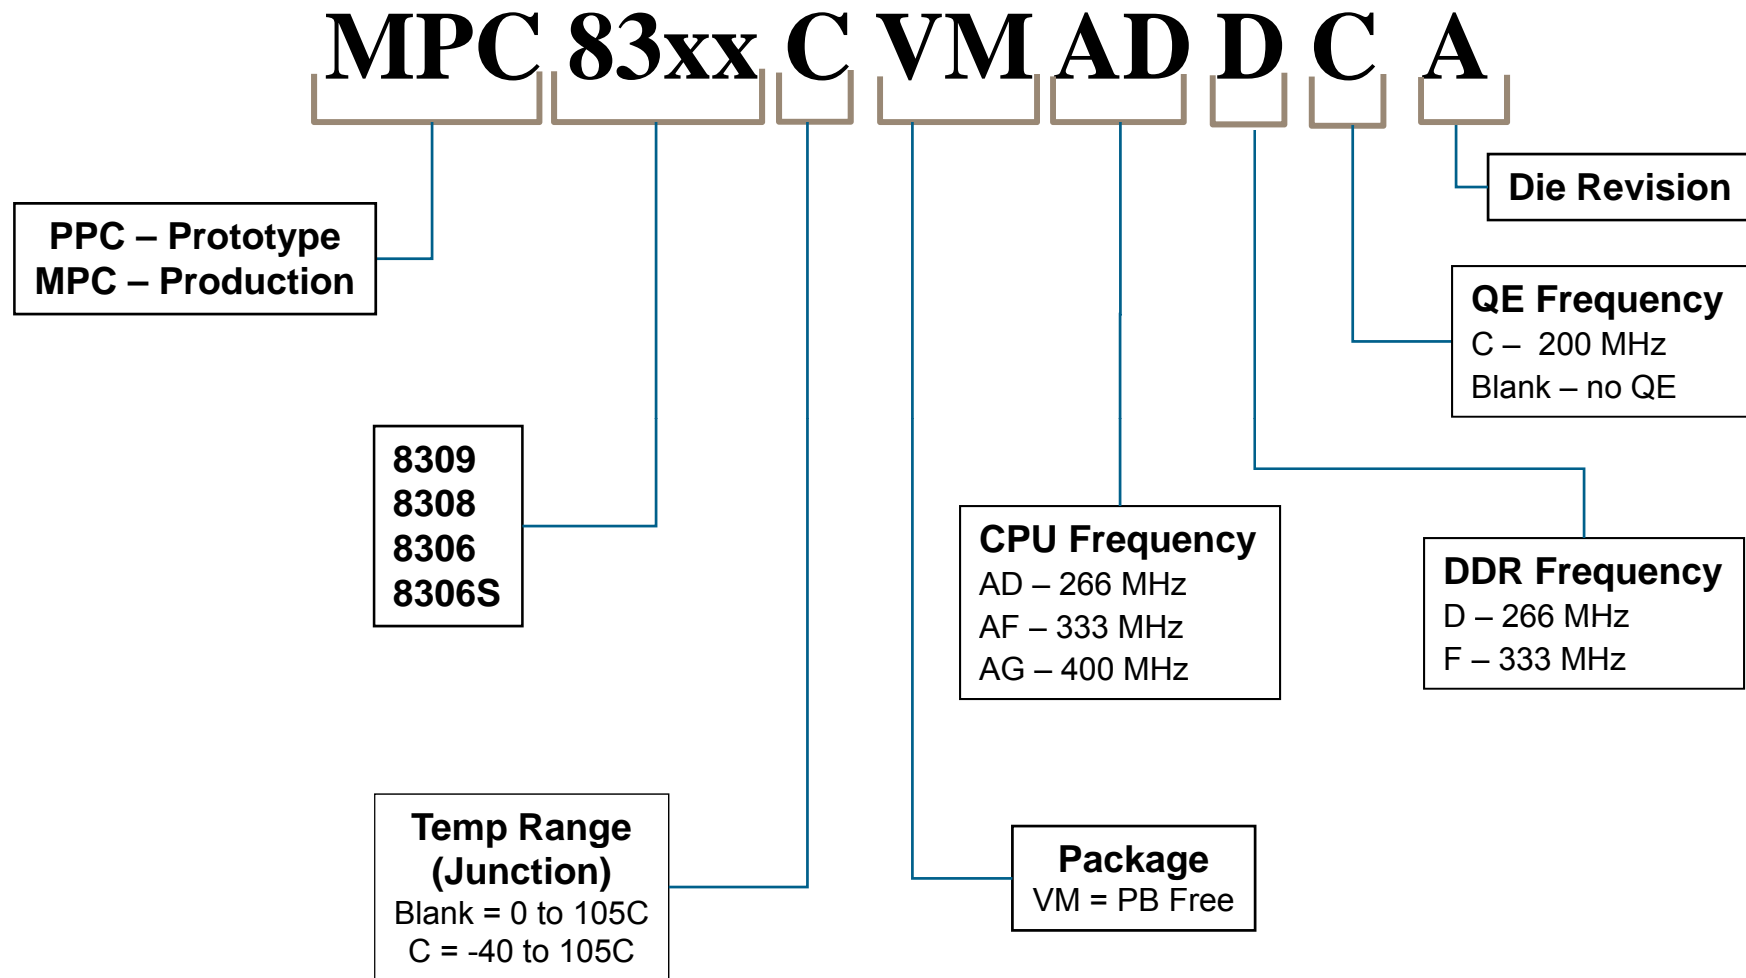 MPC 83xx C VM AD D C A
Die Revision
PPC – Prototype
MPC – Production
QE Frequency
C – 200 MHz
Blank – no QE
8309
8308
8306
8306S
CPU Frequency
AD – 266 MHz
AF – 333 MHz
AG – 400 MHz
DDR Frequency
D – 266 MHz
F – 333 MHz
Temp Range
(Junction)
Blank = 0 to 105C
C = -40 to 105C
Package
VM = PB Free